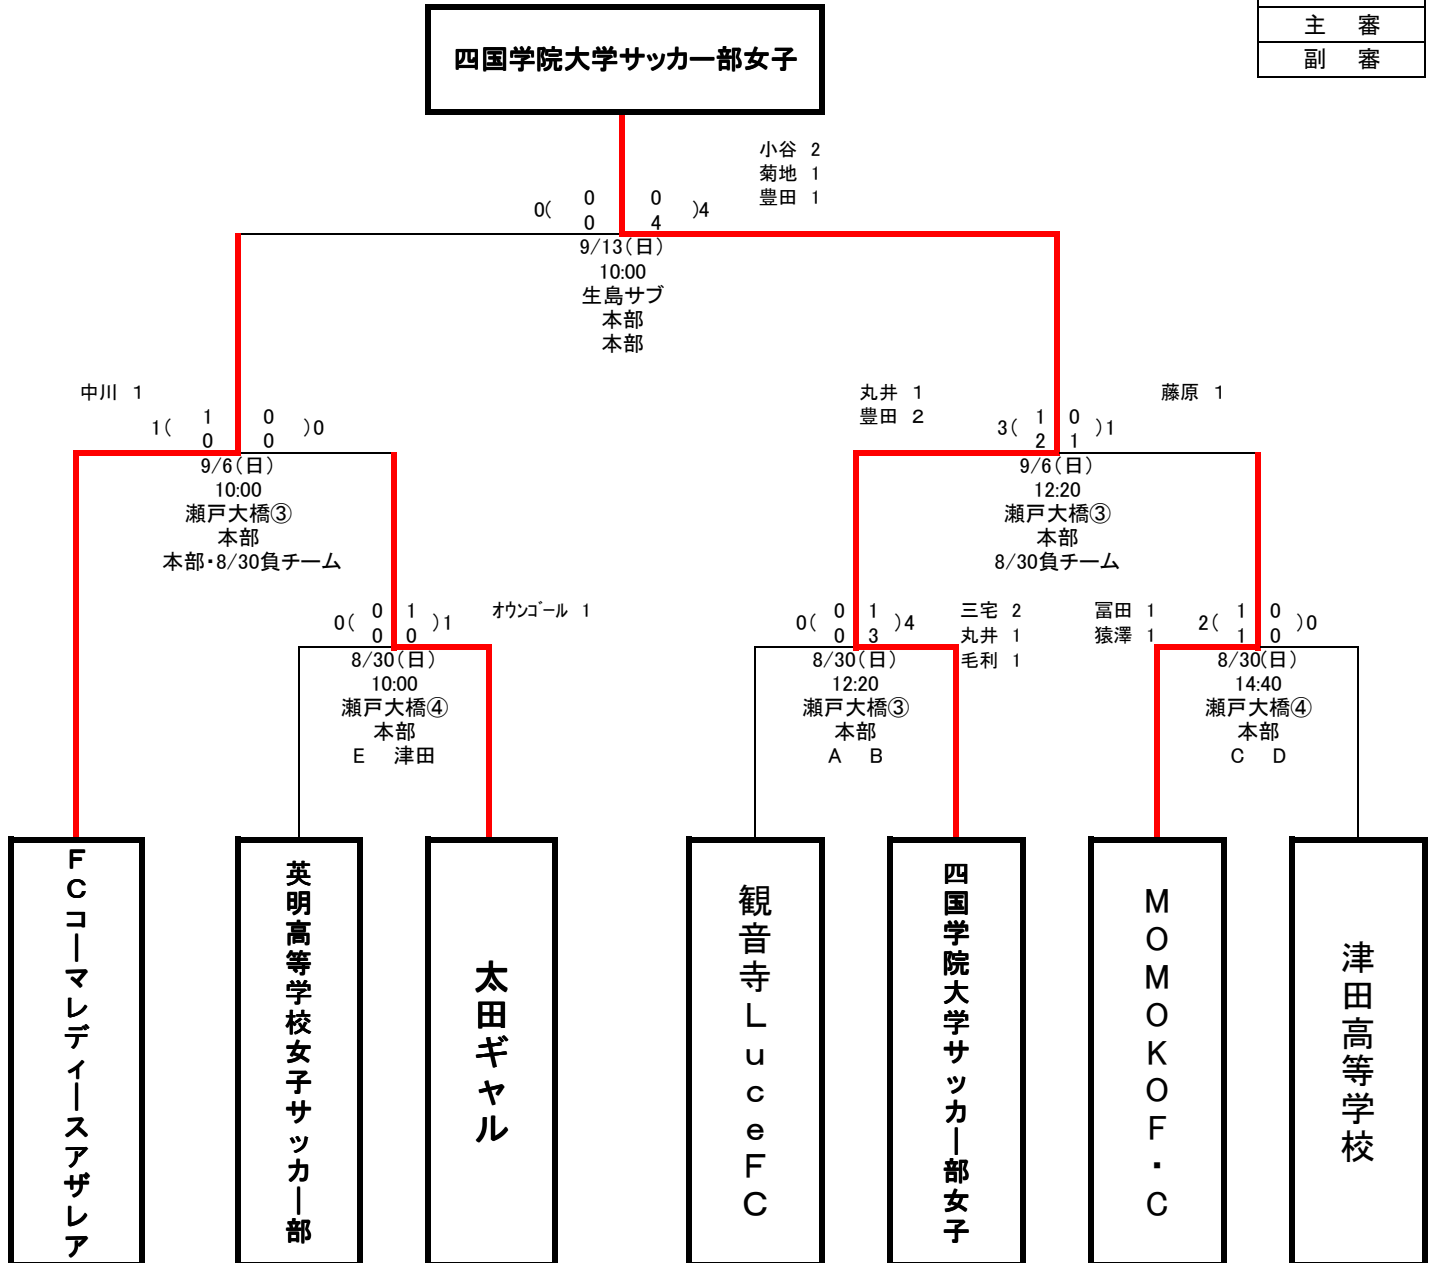 主　審
副　審
四国学院大学サッカー部女子
小谷 2
菊地 1
豊田 1
0( 0 0 )4
0 4
9/13(日)
10:00
生島サブ
本部
本部
中川 1
1( 1 0 )0
0 0
9/6(日)
10:00
瀬戸大橋③
本部
本部・8/30負チーム
丸井 1
豊田 2
藤原 1
3( 1 0 )1
2 1
9/6(日)
12:20
瀬戸大橋③
本部
8/30負チーム
0( 0 1 )1
0 0
オウンゴール 1
8/30(日)
10:00
瀬戸大橋④
本部
E　津田
0( 0 1 )4
0 3
三宅 2
丸井 1
毛利 1
8/30(日)
12:20
瀬戸大橋③
本部
A　B
冨田 1
猿澤 1
2( 1 0 )0
1 0
8/30(日)
14:40
瀬戸大橋④
本部
C　D
FCコーマレディースアザレア
英明高等学校女子サッカー部
太田ギャル
観音寺LuceFC
四国学院大学サッカー部女子
MOMOKOF・C
津田高等学校